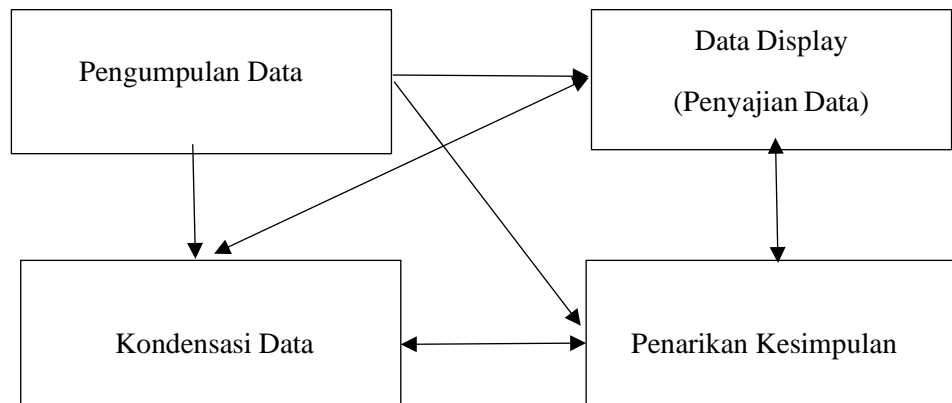 Pengumpulan Data
Data Display
(Penyajian Data)
Kondensasi Data
Penarikan Kesimpulan